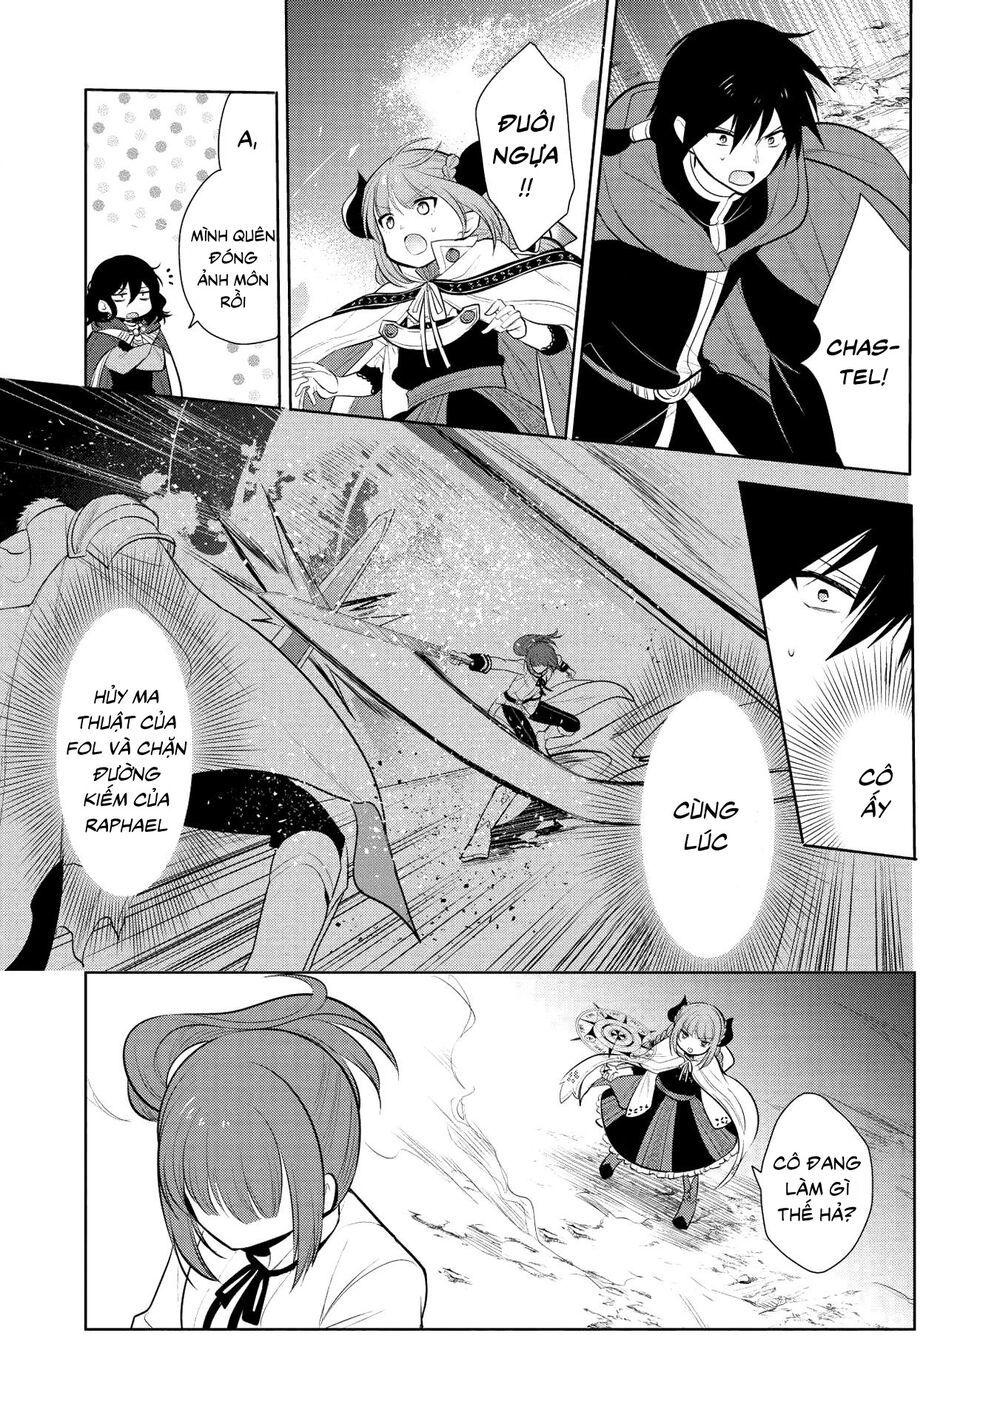 CHAS-
TEL!
ĐUÔI
NGỰA
!!
A,
MÌNH QUÊN
ĐÓNG
ẢNH MÔN
RỒI
CÔ
ẤY
CÙNG
LÚC
HỦY MA
THUẬT CỦA
FOL VÀ CHẶN
ĐƯỜNG
KIẾM CỦA
RAPHAEL
CÔ ĐANG
LÀM GÌ
THẾ HẢ?